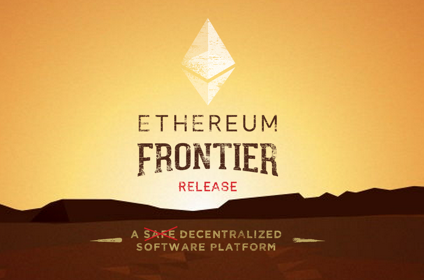 ETHEREUM
FRONTIER
RELEASE
A SAFE DECENTRALIZED
SOFTWARE PLATFORM